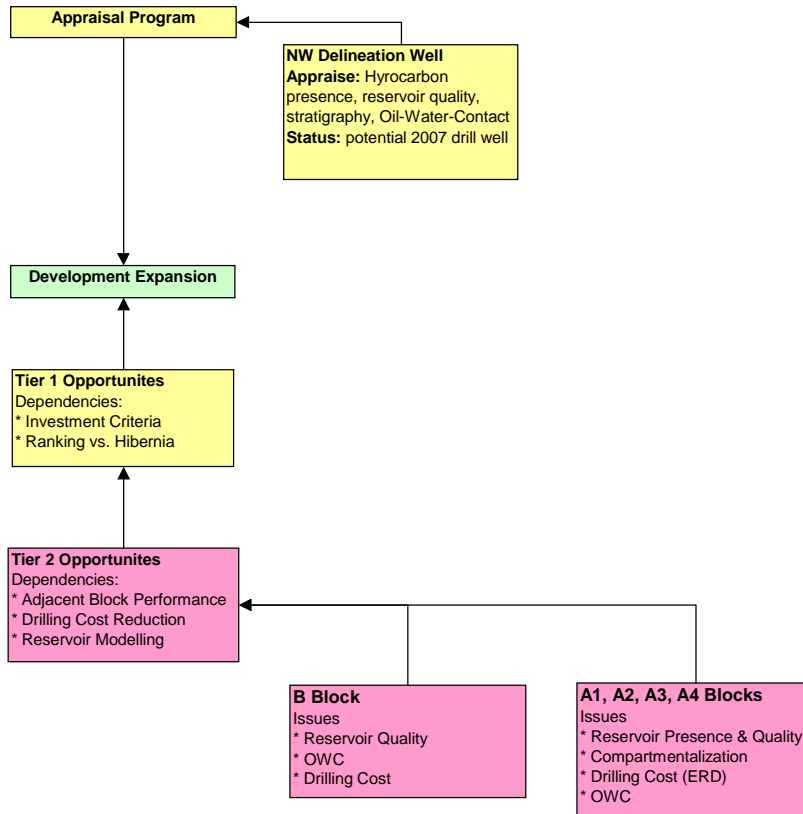 Appraisal Program
NW Delineation Well
Appraise: Hyrocarbon
presence, reservoir quality,
stratigraphy, Oil-Water-Contact
Status: potential 2007 drill well
Development Expansion
Tier 1 Opportunites
Dependencies:
* Investment Criteria
* Ranking vs. Hibernia
Tier 2 Opportunites
Dependencies:
* Adjacent Block Performance
* Drilling Cost Reduction
* Reservoir Modelling
B Block
Issues
* Reservoir Quality
* OWC
* Drilling Cost
A1, A2, A3, A4 Blocks
Issues
* Reservoir Presence & Quality
* Compartmentalization
* Drilling Cost (ERD)
* OWC